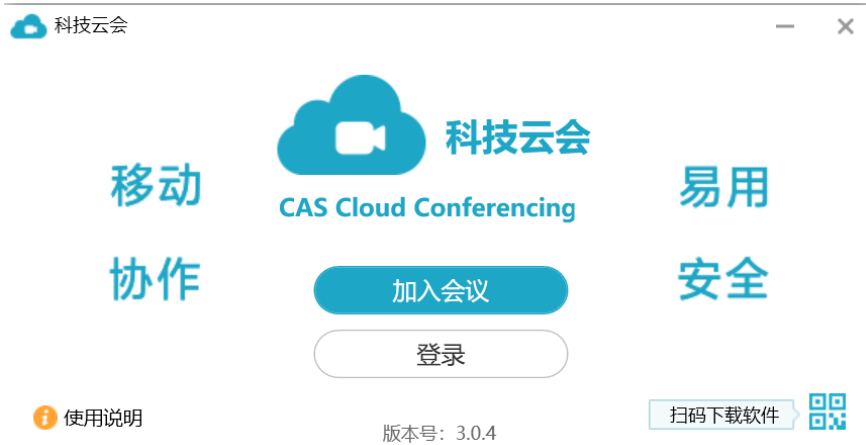 科技云会
科技云会
移动
易用
CAS Cloud Conferencing
协作
安全
加入会议
登录
使用说明
扫码下载软件
版本号：3.0.4